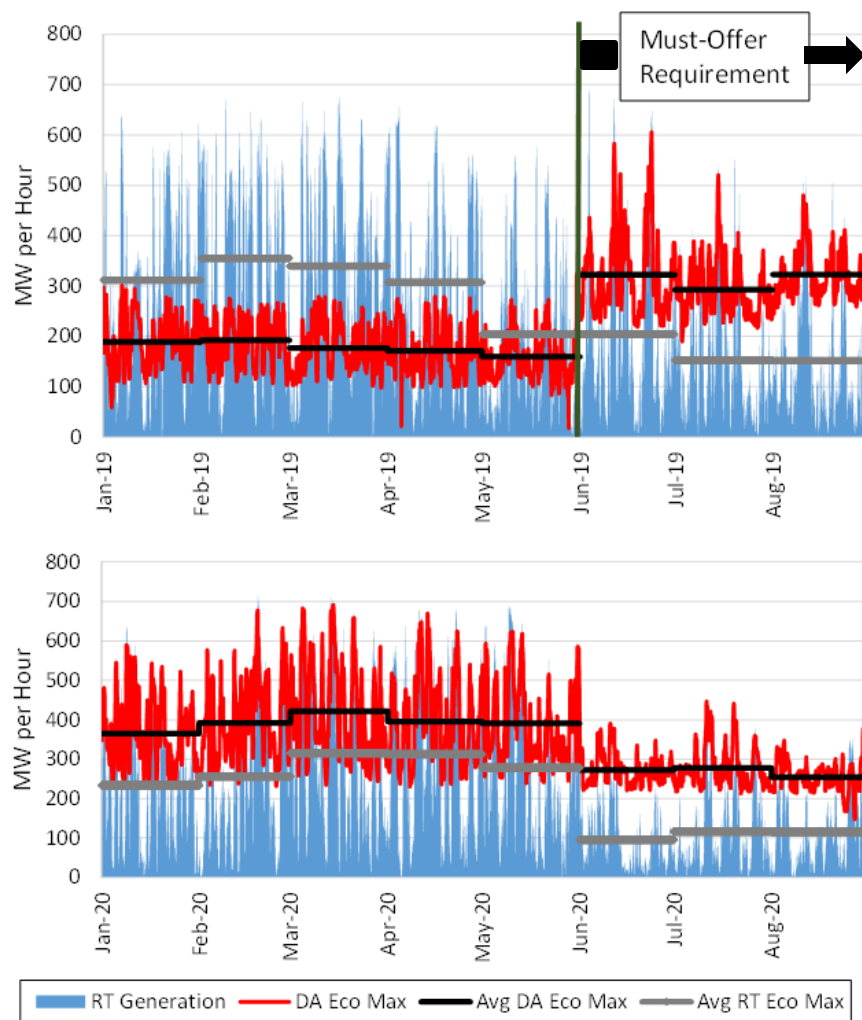 800
700
600
500
400
300
200
100
0
MW per Hour
Must-Offer
Requirement
Jan-19
Feb-19
Mar-19
Apr-19
May-19
Jun-19
Jul-19
Aug-19
800
700
600
500
400
300
200
100
0
MW per Hour
Jan-20
Feb-20
Mar-20
Apr-20
May-20
Jun-20
Jul-20
Aug-20
RT Generation DA Eco Max Avg DA Eco Max Avg RT Eco Max